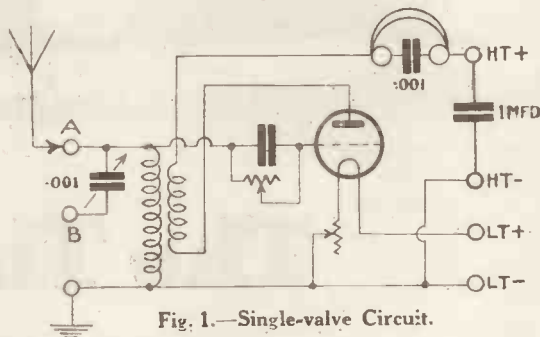 HT+
.001
1MFD
A
.001
HT-
B
LT+
LT-
Fig. 1.—Single-valve Circuit.